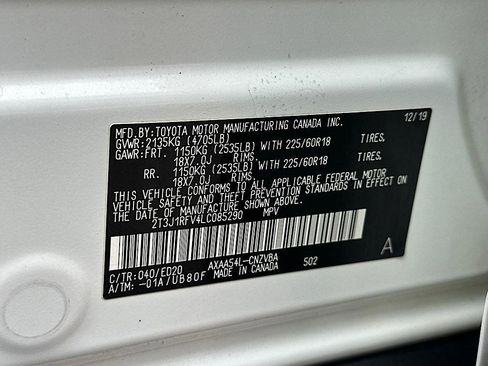 MFD.BY:TOYOTA MOTOR MANUFACTURING CANADA INC. 12/19
GVWR:2135KG (4705LB)
GAWR:FRT. 1150KG (2535LB) WITH 225/60R18 TIRES,
18X7.0J RIMS.
RR. 1150KG (2535LB) WITH 225/60R18 TIRES,
18X7.0J RIMS.
THIS VEHICLE CONFORMS TO ALL APPLICABLE FEDERAL MOTOR
VEHICLE SAFETY AND THEFT PREVENTION STANDARDS IN EFFECT
ON THE DATE OF MANUFACTURE SHOWN ABOVE.
2T3J1RFV4LC085290 MPV
A
C/TR:040/ED20 AXAA54L-CNZVBA 502
A/TM: -01A/UB80F MADE IN CANADA